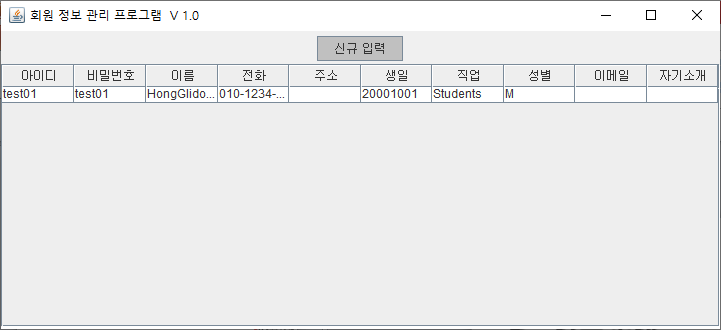 회원 정보 관리 프로그램 V 1.0
신규 입력
아이디 비밀번호 이름 전화 주소 생일 직업 성별 이메일 자기소개
test01 test01 HongGlido... 010-1234-... 20001001 Students M